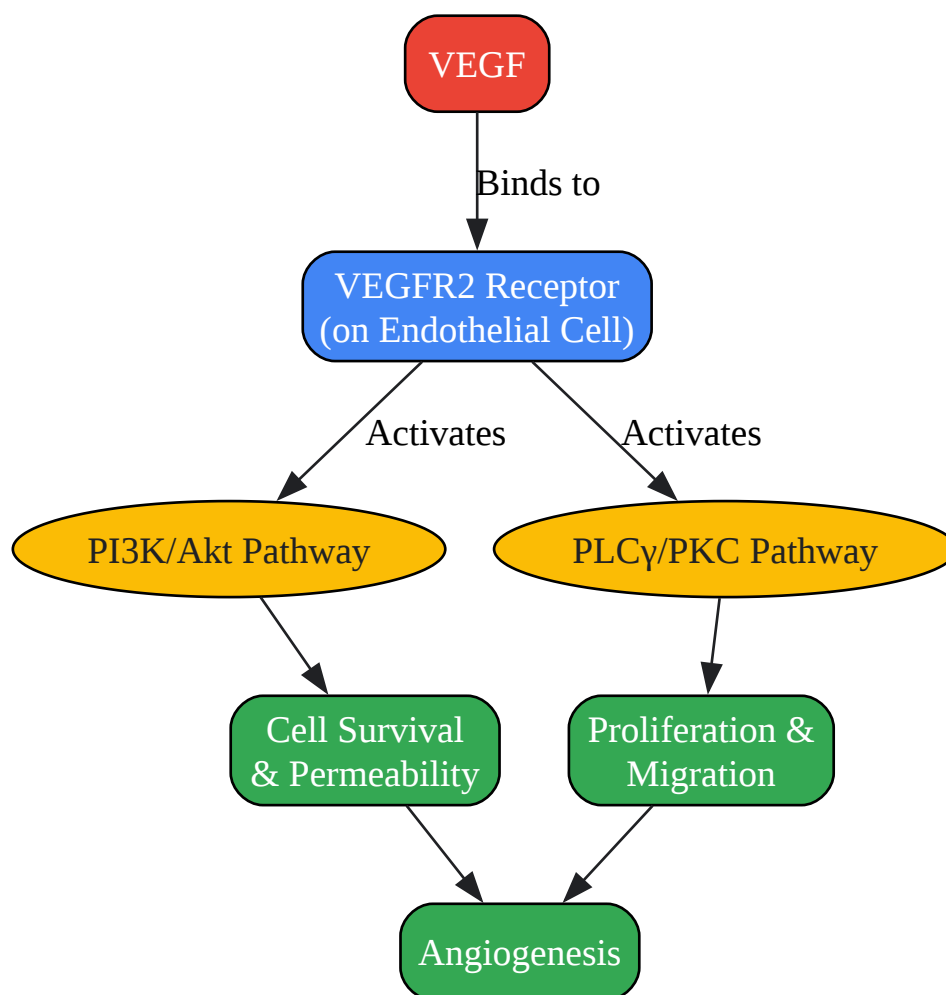 VEGF
Binds to
VEGFR2 Receptor
(on Endothelial Cell)
Activates
Activates
PI3K/Akt Pathway
PLCγ/PKC Pathway
Cell Survival
& Permeability
Proliferation &
Migration
Angiogenesis